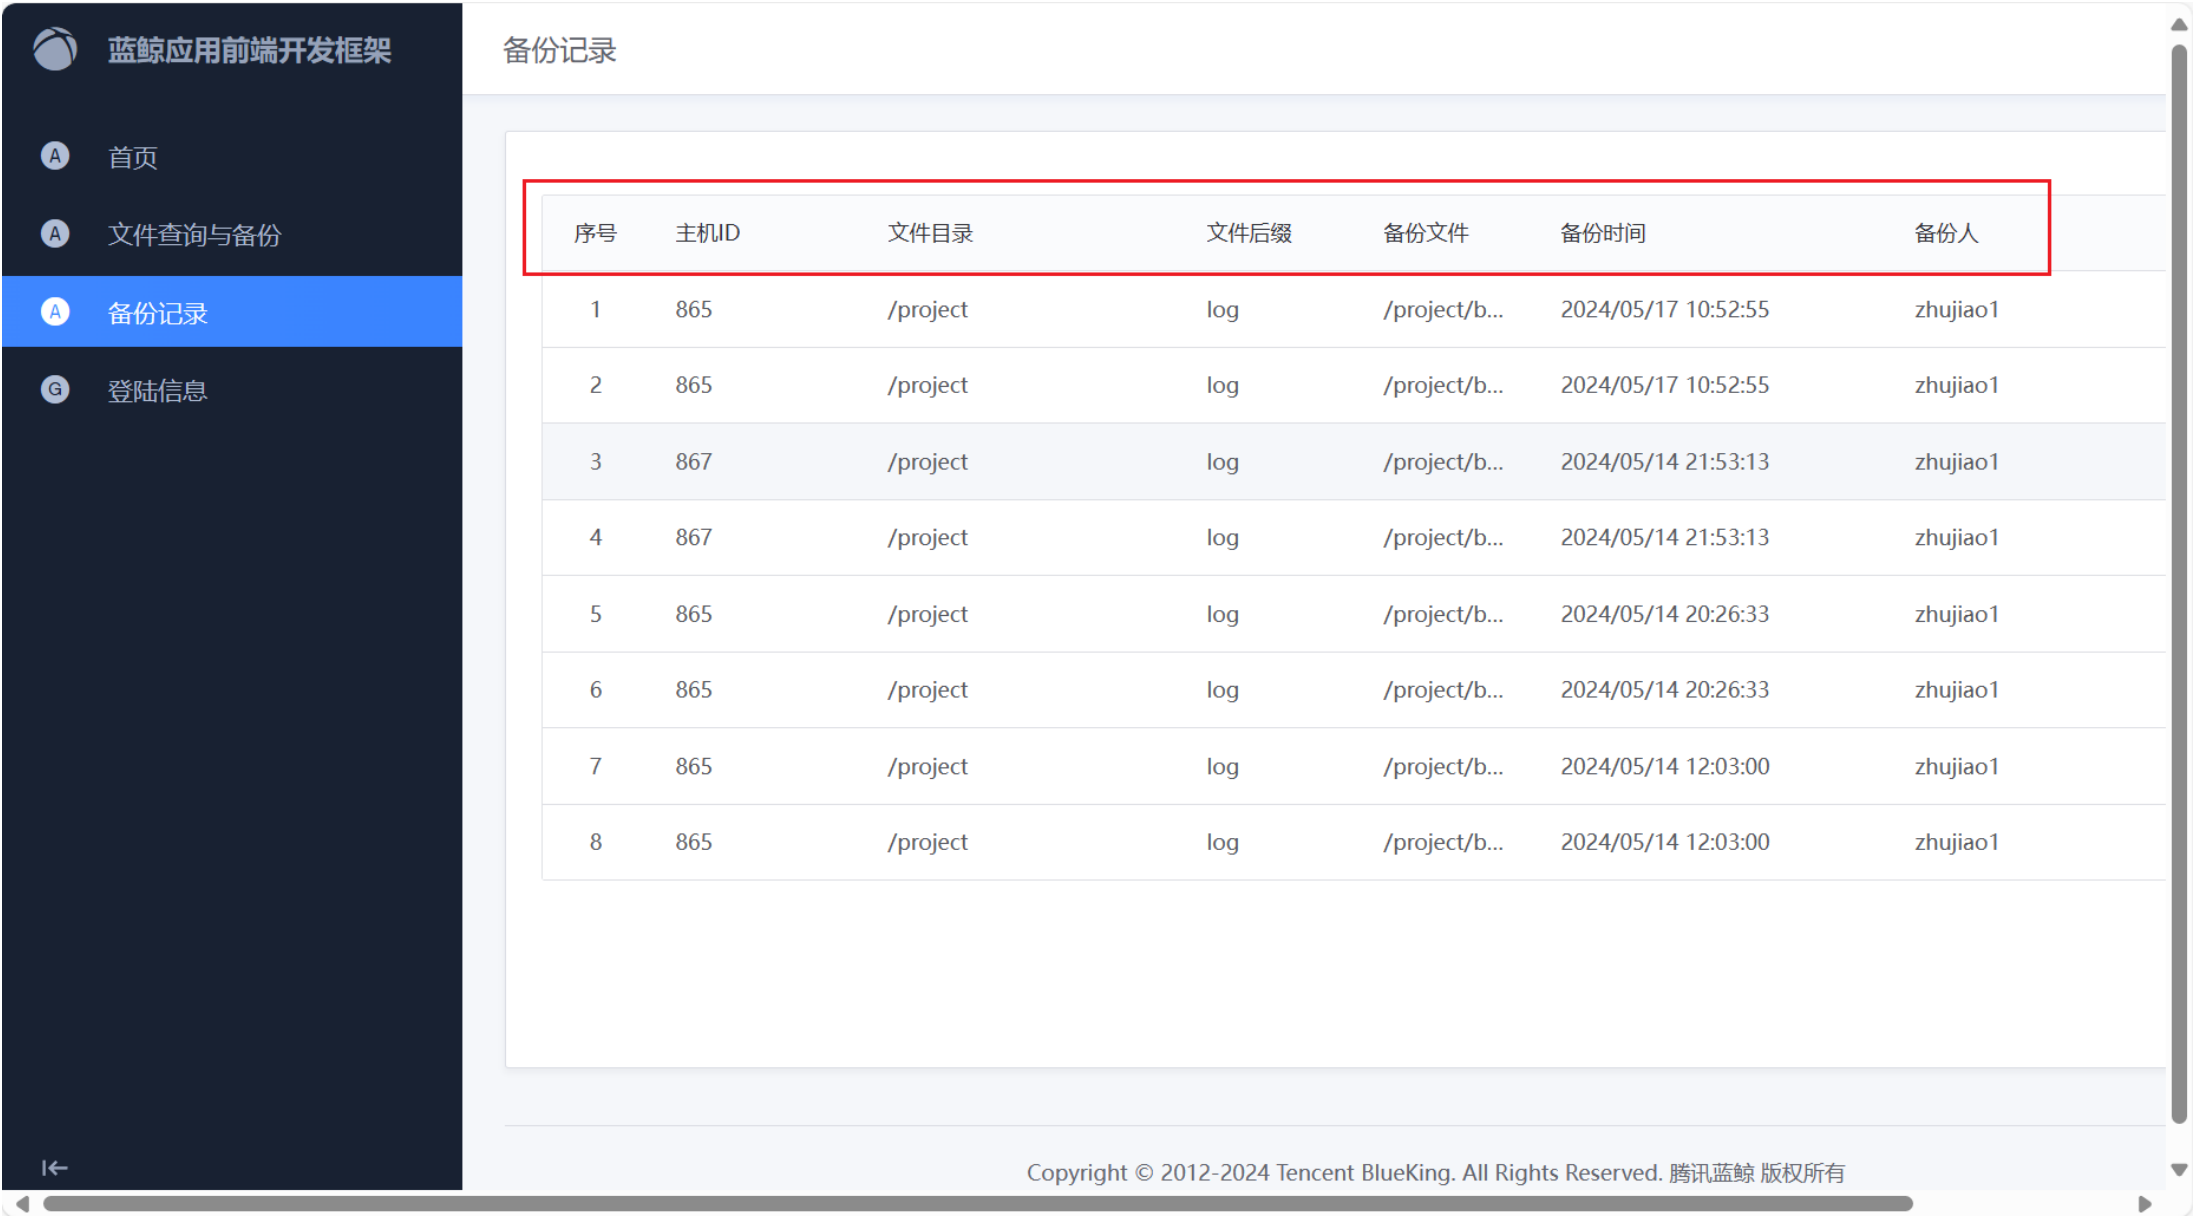 蓝鲸应用前端开发框架
A 首页
A 文件查询与备份
A 备份记录
G 登陆信息
备份记录
序号 主机ID 文件目录 文件后缀 备份文件 备份时间 备份人
1 865 /project log /project/b... 2024/05/17 10:52:55 zhujiao1
2 865 /project log /project/b... 2024/05/17 10:52:55 zhujiao1
3 867 /project log /project/b... 2024/05/14 21:53:13 zhujiao1
4 867 /project log /project/b... 2024/05/14 21:53:13 zhujiao1
5 865 /project log /project/b... 2024/05/14 20:26:33 zhujiao1
6 865 /project log /project/b... 2024/05/14 20:26:33 zhujiao1
7 865 /project log /project/b... 2024/05/14 12:03:00 zhujiao1
8 865 /project log /project/b... 2024/05/14 12:03:00 zhujiao1
Copyright © 2012-2024 Tencent BlueKing. All Rights Reserved. 腾讯蓝鲸 版权所有